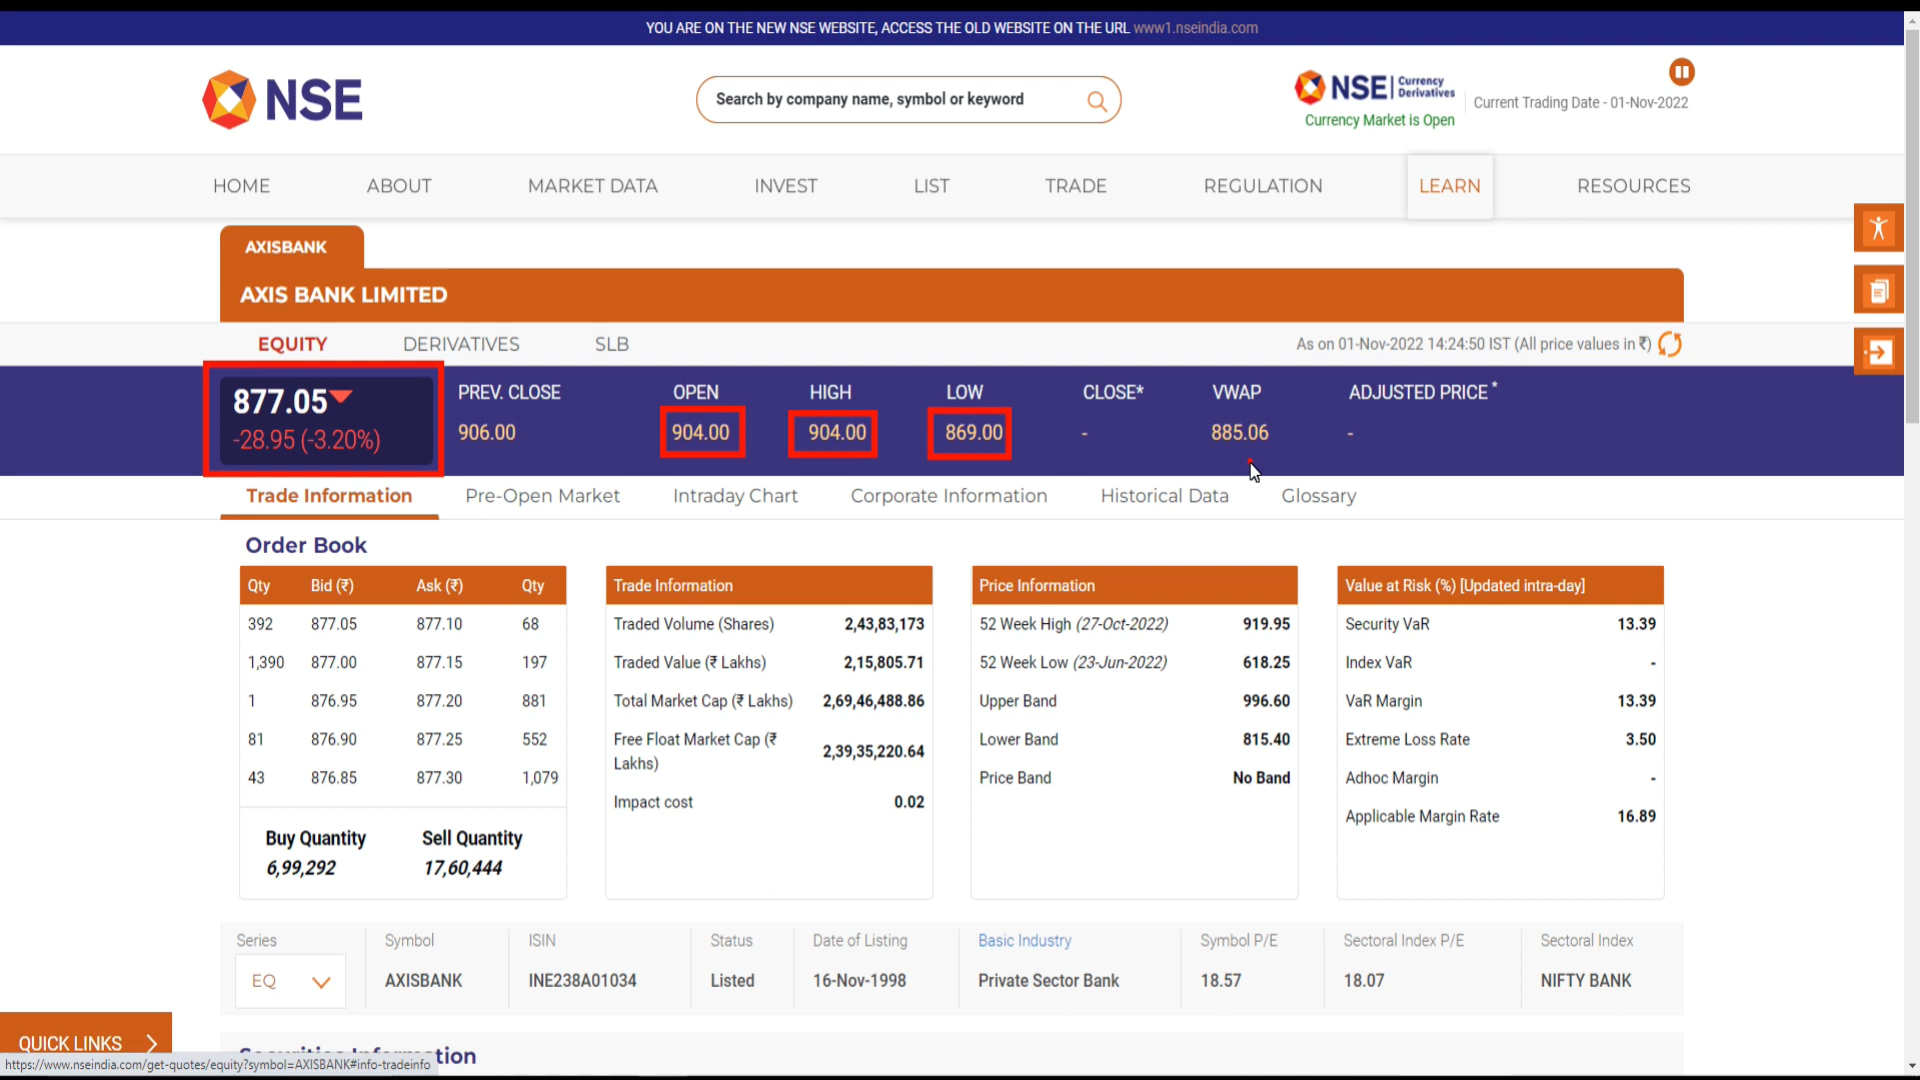 YOU ARE ON THE NEW NSE WEBSITE, ACCESS THE OLD WEBSITE ON THE URL www1.nseindia.com
NSE
Search by company name, symbol or keyword
NSE Currency Derivatives
Currency Market is Open
Current Trading Date - 01-Nov-2022
HOME ABOUT MARKET DATA INVEST LIST TRADE REGULATION LEARN RESOURCES
AXISBANK
AXIS BANK LIMITED
EQUITY DERIVATIVES SLB As on 01-Nov-2022 14:24:50 IST (All price values in ₹)
877.05 PREV. CLOSE OPEN HIGH LOW CLOSE* VWAP ADJUSTED PRICE *
-28.95 (-3.20%) 906.00 904.00 904.00 869.00 - 885.06 -
Trade Information Pre-Open Market Intraday Chart Corporate Information Historical Data Glossary
Order Book
Qty Bid (₹) Ask (₹) Qty
392 877.05 877.10 68
1,390 877.00 877.15 197
1 876.95 877.20 881
81 876.90 877.25 552
43 876.85 877.30 1,079
Buy Quantity Sell Quantity
6,99,292 17,60,444
Trade Information
Traded Volume (Shares) 2,43,83,173
Traded Value (₹ Lakhs) 2,15,805.71
Total Market Cap (₹ Lakhs) 2,69,46,488.86
Free Float Market Cap (₹
Lakhs) 2,39,35,220.64
Impact cost 0.02
Price Information
52 Week High (27-Oct-2022) 919.95
52 Week Low (23-Jun-2022) 618.25
Upper Band 996.60
Lower Band 815.40
Price Band No Band
Value at Risk (%) [Updated intra-day]
Security VaR 13.39
Index VaR -
VaR Margin 13.39
Extreme Loss Rate 3.50
Adhoc Margin -
Applicable Margin Rate 16.89
Series Symbol ISIN Status Date of Listing Basic Industry Symbol P/E Sectoral Index P/E Sectoral Index
EQ AXISBANK INE238A01034 Listed 16-Nov-1998 Private Sector Bank 18.57 18.07 NIFTY BANK
QUICK LINKS
Securities Information
https://www.nseindia.com/get-quotes/equity?symbol=AXISBANK#info-tradeinfo